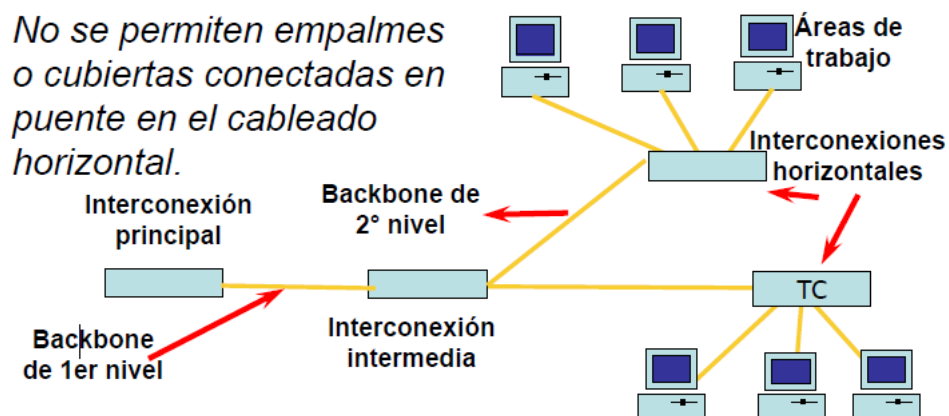 No se permiten empalmes
o cubiertas conectadas en
puente en el cableado
horizontal.
Áreas de
trabajo
Interconexiones
horizontales
Backbone de
2° nivel
Interconexión
principal
TC
Interconexión
intermedia
Backbone
de 1er nivel